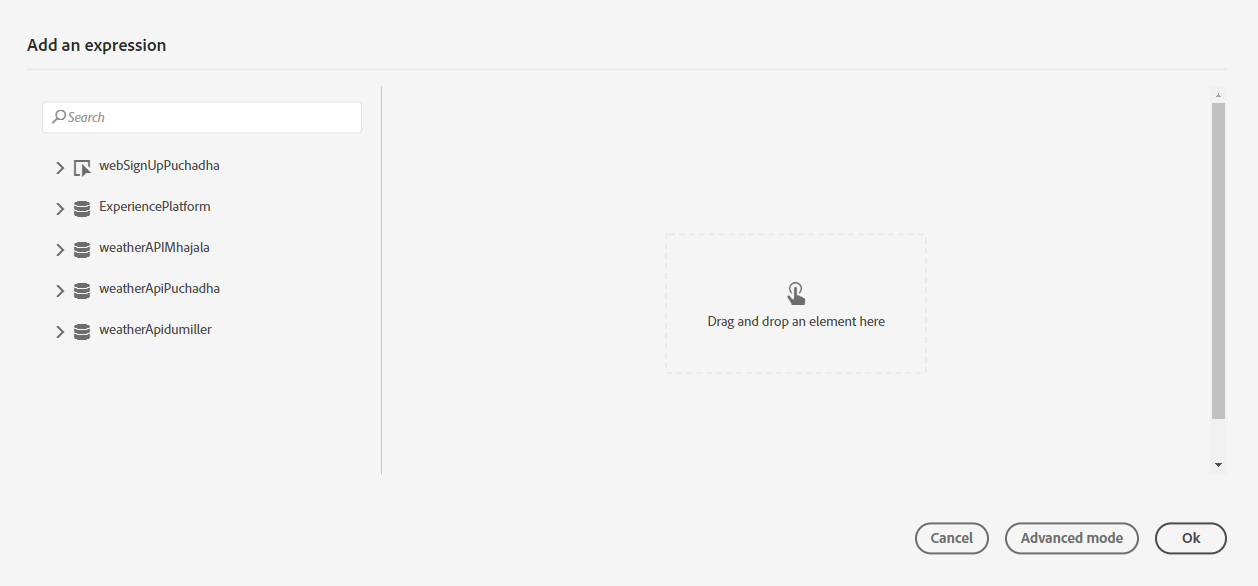 Add an expression
Search
webSignUpPuchadha
ExperiencePlatform
weatherAPIMhajala
weatherApiPuchadha
weatherApidumiller
Drag and drop an element here
Cancel
Advanced mode
Ok